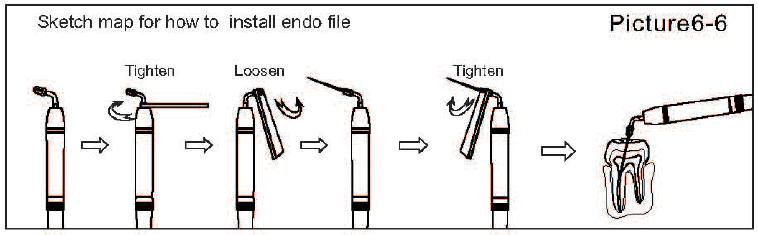 Sketch map for how to install endo file
Picture6-6
Tighten
Loosen
Tighten